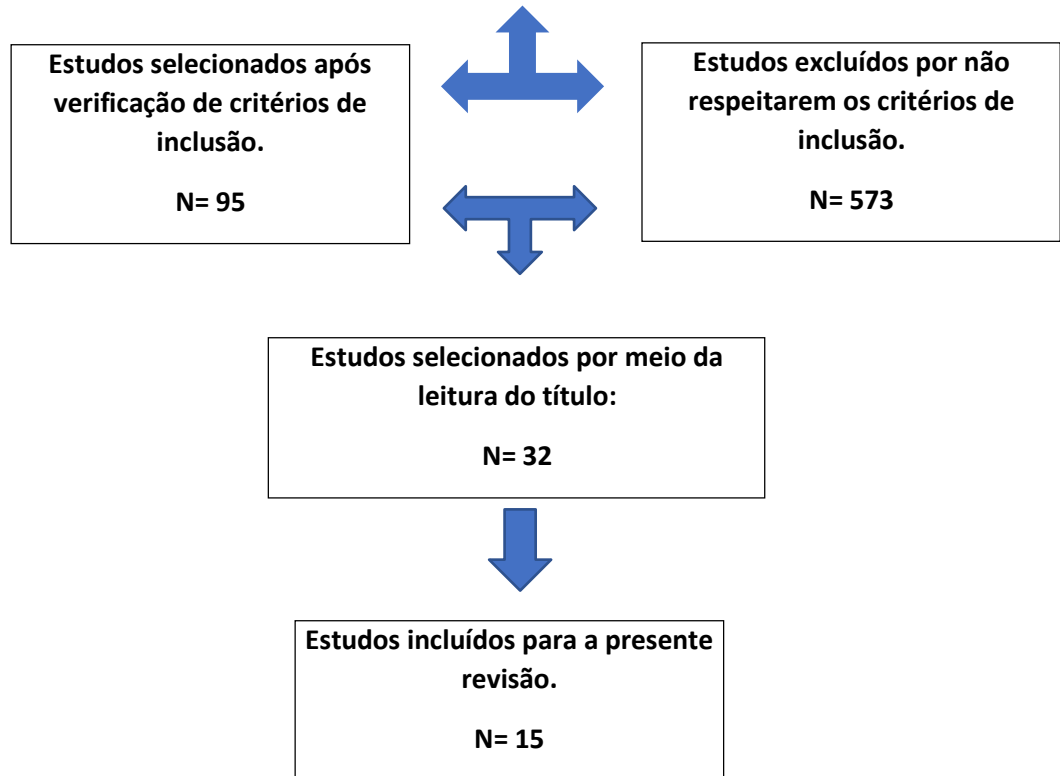 Estudos selecionados após
verificação de critérios de
inclusão.
N= 95
Estudos excluídos por não
respeitarem os critérios de
inclusão.
N= 573
Estudos selecionados por meio da
leitura do título:
N= 32
Estudos incluídos para a presente
revisão.
N= 15